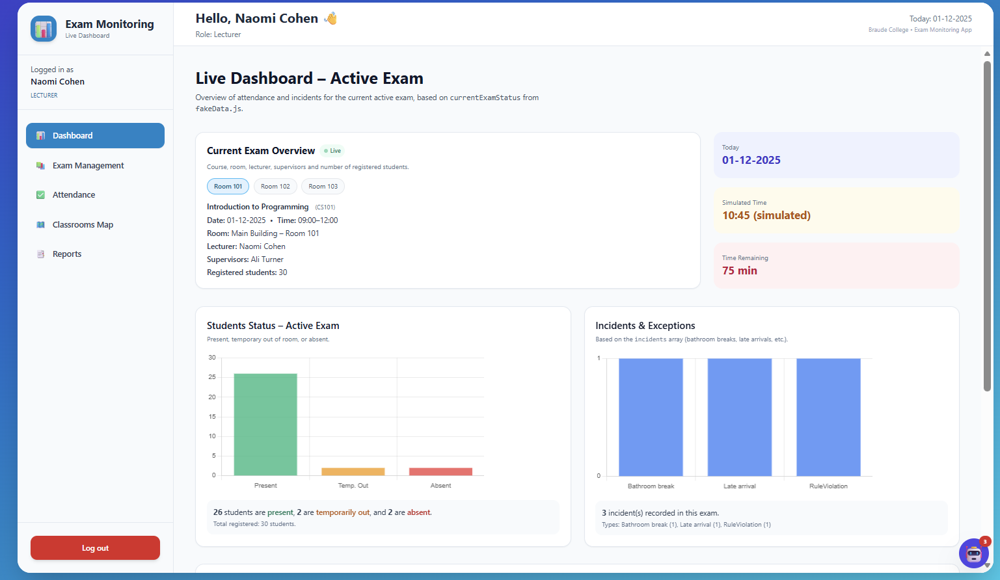 Exam Monitoring
Live Dashboard
Logged in as
Naomi Cohen
LECTURER
Dashboard
Exam Management
Attendance
Classrooms Map
Reports
Log out
Hello, Naomi Cohen
Role: Lecturer
Today: 01-12-2025
Braude College • Exam Monitoring App
Live Dashboard – Active Exam
Overview of attendance and incidents for the current active exam, based on currentExamStatus from
fakeData.js.
Current Exam Overview
Live
Course, room, lecturer, supervisors and number of registered students.
Room 101
Room 102
Room 103
Introduction to Programming (CS101)
Date: 01-12-2025 • Time: 09:00–12:00
Room: Main Building – Room 101
Lecturer: Naomi Cohen
Supervisors: Ali Turner
Registered students: 30
Today
01-12-2025
Simulated Time
10:45 (simulated)
Time Remaining
75 min
Students Status – Active Exam
Present, temporary out of room, or absent.
30
25
20
15
10
5
0
Present
Temp. Out
Absent
26 students are present, 2 are temporarily out, and 2 are absent.
Total registered: 30 students.
Incidents & Exceptions
Based on the incidents array (bathroom breaks, late arrivals, etc.).
1
0
Bathroom break
Late arrival
RuleViolation
3 incident(s) recorded in this exam.
Types: Bathroom break (1), Late arrival (1), RuleViolation (1)
3